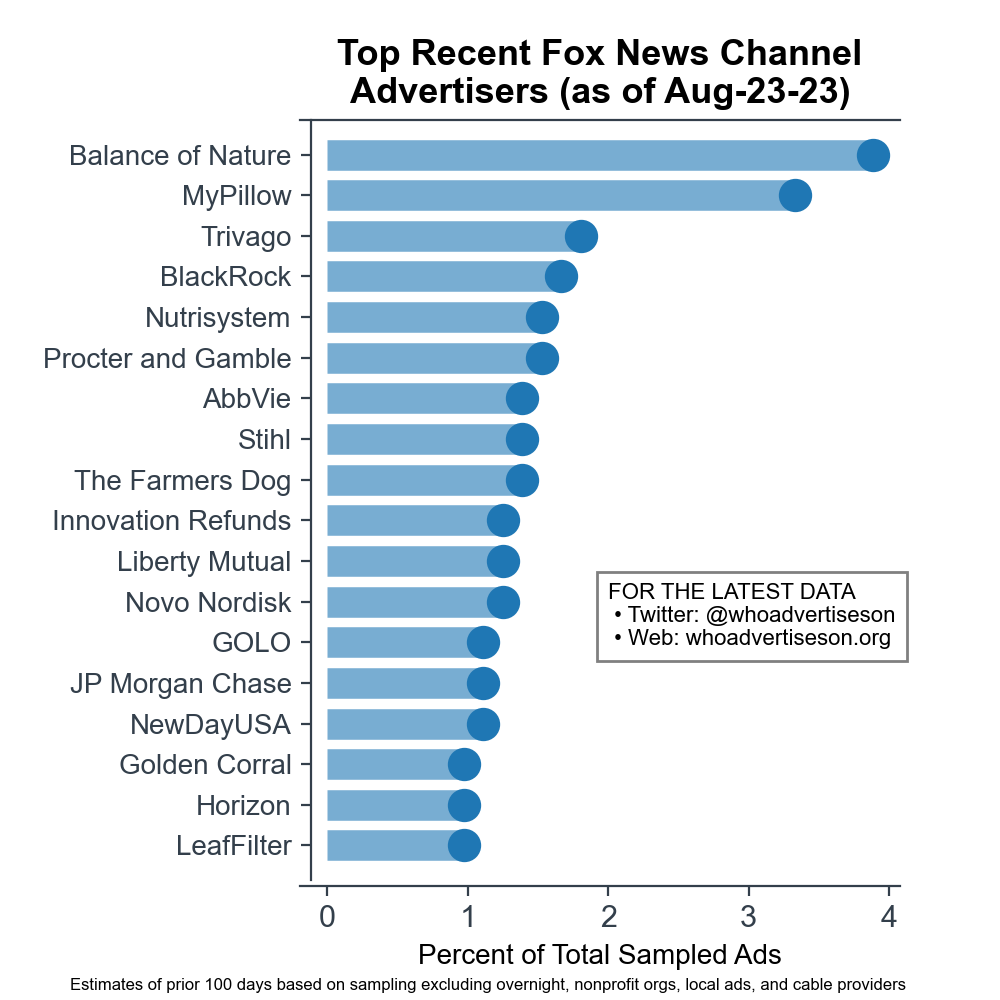 Top Recent Fox News Channel
Advertisers (as of Aug-23-23)
Balance of Nature
MyPillow
Trivago
BlackRock
Nutrisystem
Procter and Gamble
AbbVie
Stihl
The Farmers Dog
Innovation Refunds
Liberty Mutual
Novo Nordisk
GOLO
JP Morgan Chase
NewDayUSA
Golden Corral
Horizon
LeafFilter
FOR THE LATEST DATA
• Twitter: @whoadvertiseson
• Web: whoadvertiseson.org
0 1 2 3 4
Percent of Total Sampled Ads
Estimates of prior 100 days based on sampling excluding overnight, nonprofit orgs, local ads, and cable providers